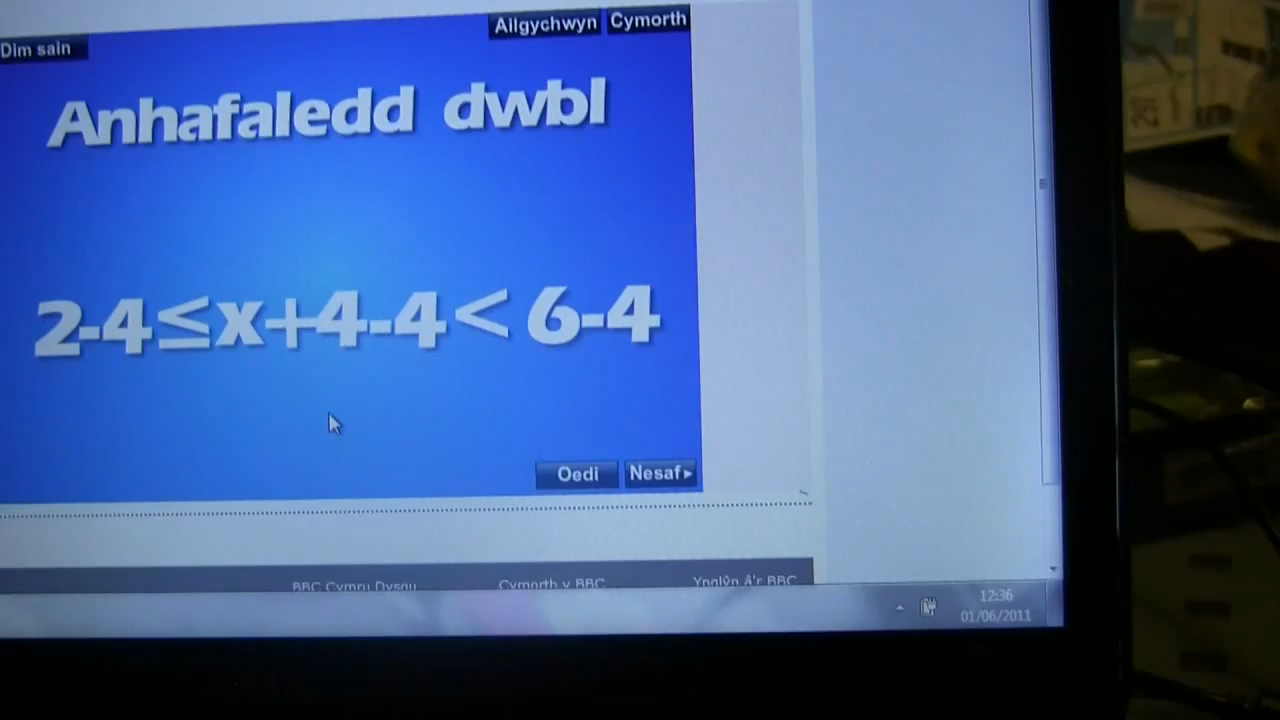 Dim sain
Ailgychwyn
Cymorth
Anhafaledd dwbl
2-4≤x+4-4< 6-4
Oedi
Nesaf▸
BBC Cymru Dysgu
Cymorth y BBC
Ynglŷn â'r BBC
12:36
01/06/2011